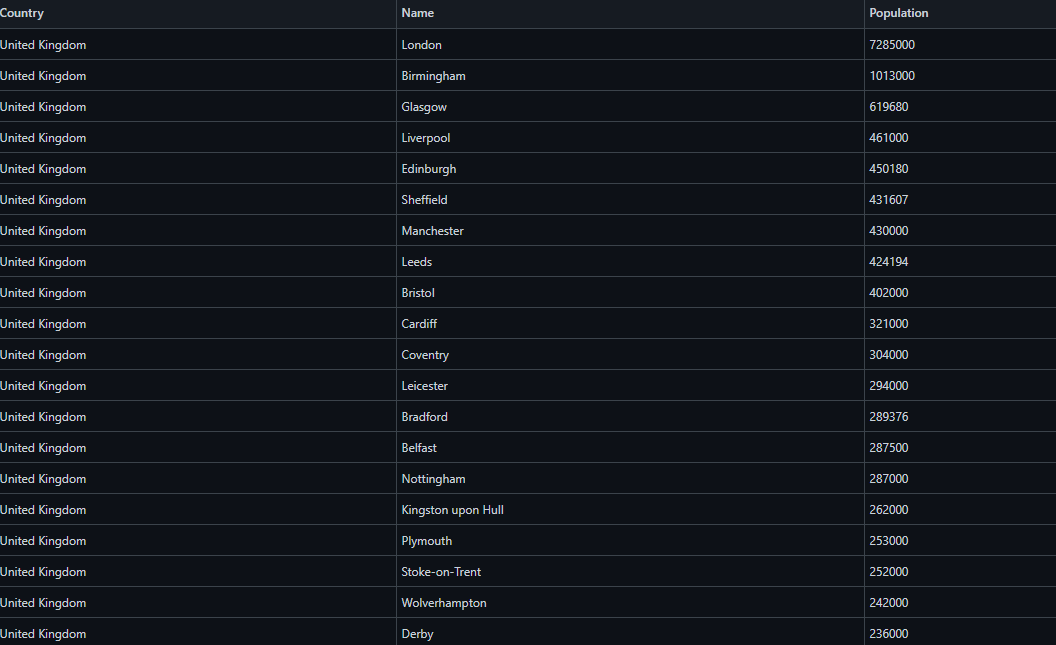 Country Name Population
United Kingdom London 7285000
United Kingdom Birmingham 1013000
United Kingdom Glasgow 619680
United Kingdom Liverpool 461000
United Kingdom Edinburgh 450180
United Kingdom Sheffield 431607
United Kingdom Manchester 430000
United Kingdom Leeds 424194
United Kingdom Bristol 402000
United Kingdom Cardiff 321000
United Kingdom Coventry 304000
United Kingdom Leicester 294000
United Kingdom Bradford 289376
United Kingdom Belfast 287500
United Kingdom Nottingham 287000
United Kingdom Kingston upon Hull 262000
United Kingdom Plymouth 253000
United Kingdom Stoke-on-Trent 252000
United Kingdom Wolverhampton 242000
United Kingdom Derby 236000